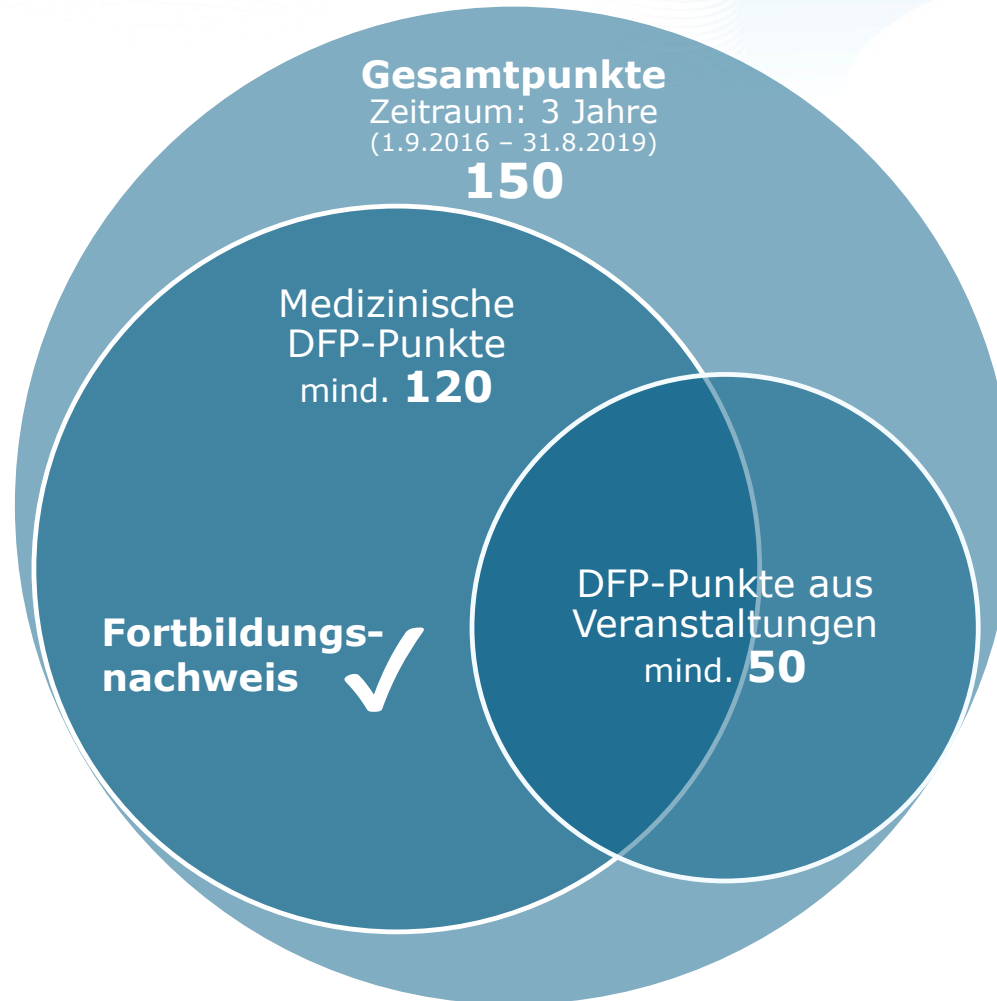 Gesamtpunkte
Zeitraum: 3 Jahre
(1.9.2016 – 31.8.2019)
150
Medizinische
DFP-Punkte
mind. 120
DFP-Punkte aus
Veranstaltungen
mind. 50
Fortbildungs-
nachweis